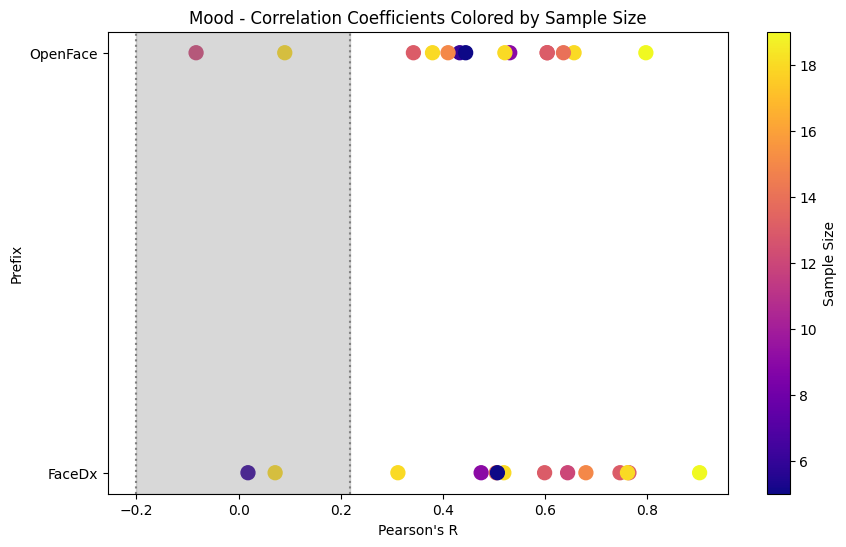 Mood - Correlation Coefficients Colored by Sample Size
OpenFace
FaceDx
Prefix
−0.2
0.0
0.2
0.4
0.6
0.8
Pearson's R
18
16
14
12
10
8
6
Sample Size